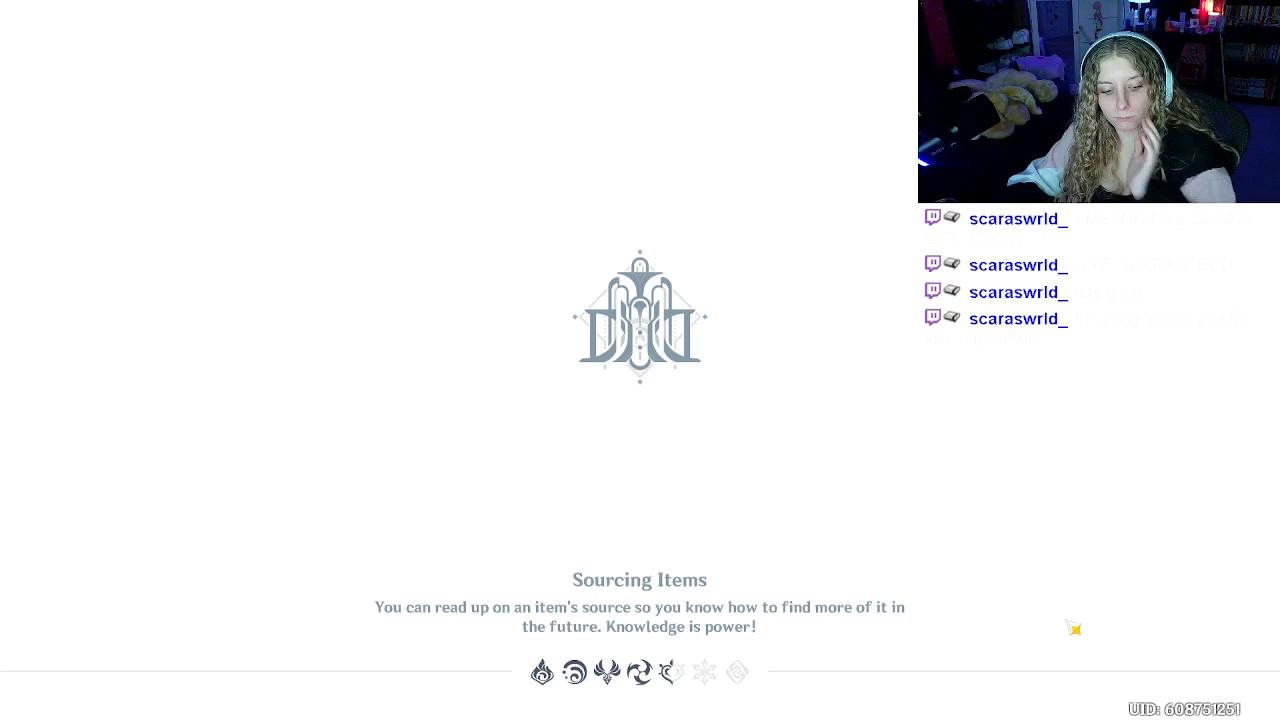 scaraswrld_
scaraswrld_
scaraswrld_
scaraswrld_
Sourcing Items
You can read up on an item's source so you know how to find more of it in
the future. Knowledge is power!
UID: 608751251